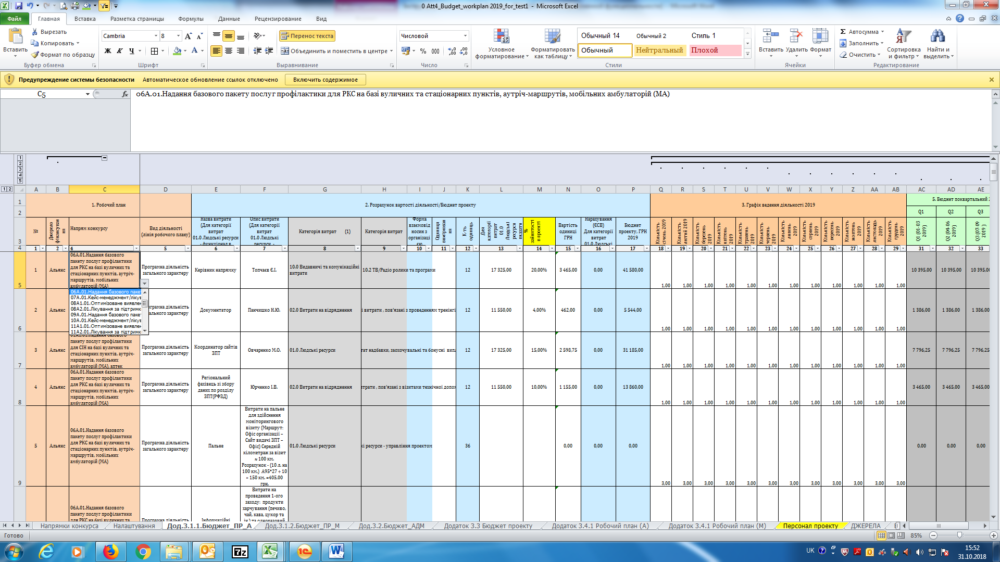 0 Att4_Budget_workplan 2019_for_test1 - Microsoft Excel
Файл Главная Вставка Разметка страницы Формулы Данные Рецензирование Вид
Вставить Вырезать Копировать Формат по образцу
Буфер обмена
Cambria 8
Ж К Ч
Шрифт
Перенос текста
Объединить и поместить в центре
Выравнивание
Числовой
% 000
Число
Условное форматирование Форматировать как таблицу
Обычный 14 Обычный 2 Стиль 1
Обычный Нейтральный Плохой
Стили
Вставить Удалить Формат
Ячейки
Σ Автосумма
Заполнить
Очистить
Сортировка и фильтр
Найти и выделить
Редактирование
Предупреждение системы безопасности Автоматическое обновление ссылок отключено Включить содержимое
C5 fx 06А.01.Надання базового пакету послуг профілактики для РКС на базі вуличних та стаціонарних пунктів, аутріч-маршрутів, мобільних амбулаторій (МА)
1
2
3
4
5
1 2
A B C D E F G H I J K L M N O P Q R S T U V W X Y Z AA AB AC AD AE
1. Робочий план 2. Розрахунок вартості діяльності/Бюджет проекту 3. Графік ведення діяльності 2019 5. Бюджет поквартальний 2
Q1 Q2 Q3
№
Джерело фінансування
Напрям конкурсу
Вид діяльності (лінія робочого плану)
Назва витрати (Для категорії витрат 01.0 Людські ресурси - функціонал в
Опис витрати (Для категорії витрат 01.0 Людські ресурси, -
Категорія витрат (1)
Категорія витрат
Форма взаємовідносин з організацією
Одиниця вимірювання
К-ть одиниць
Для категорії витрат 01.0 Людські ресурси вказати
% зайнятості в проекті
Вартість одиниці ГРН
Нарахування (ЄСВ) Для категорії витрат 01.0 Людські
Бюджет проекту, ГРН 2019
Кількість січень 2019
Кількість лютий 2019
Кількість березень 2019
Кількість квітень 2019
Кількість травень 2019
Кількість червень 2019
Кількість липень 2019
Кількість серпень 2019
Кількість вересень 2019
Кількість жовтень 2019
Кількість листопадь 2019
Кількість грудень 2019
Q1 (01-03 2019)
Q2 (04-06 2019)
Q3 (07-09 2019)
1 2 4 5 6 7 8 9 10 11 12 13 14 15 16 17 18 19 20 21 22 23 24 25 26 27 28 29 31 32 33
1 Альянс 06А.01.Надання базового пакету послуг профілактики для РКС на базі вуличних та стаціонарних пунктів, аутріч-маршрутів, мобільних амбулаторій (МА) Програмна діяльність загального характеру Керівник напрямку Топчаєв Є.І. 10.0 Видавничі та комунікаційні витрати 10.2 ТВ/Радіо ролики та програми 12 17 325,00 20,00% 3 465,00 0,00 41 580,00 10 395,00 10 395,00 10 395,00
1,00 1,00 1,00 1,00 1,00 1,00 1,00 1,00 1,00 1,00 1,00 1,00
06А.01.Надання базового паке
07А.01.Кейс-менеджмент/лікув
08А1.01.Оптимізоване виявлен
08А2.01.Лікування за підтримк
09А.01.Надання базового паке
10А.01.Кейс-менеджмент/лікув
11А1.01.Оптимізоване виявлен
11А2.01.Лікування за підтримк
2 Альянс рограмна діяльність агального характеру Документатор Панчишко Н.Ю. 02.0 Витрати на відрядження і витрати , пов'язані з проведенням тренінгі 12 11 550,00 4,00% 462,00 0,00 5 544,00 1 386,00 1 386,00 1 386,00
1,00 1,00 1,00 1,00 1,00 1,00 1,00 1,00 1,00 1,00 1,00 1,00
3 Альянс пакету послуг профілактики для СІН на базі вуличних та стаціонарних пунктів, аутріч-маршрутів, мобільних амбулаторій (МА), аптек Програмна діяльність загального характеру Координатор сайтів ЗПТ Овчаренко М.О. 01.0 Людські ресурси гат надбавки, заохочувальні та бонусні вип 12 17 325,00 15,00% 2 598,75 0,00 31 185,00 7 796,25 7 796,25 7 796,25
1,00 1,00 1,00 1,00 1,00 1,00 1,00 1,00 1,00 1,00 1,00 1,00
4 Альянс 06А.01.Надання базового пакету послуг профілактики для РКС на базі вуличних та стаціонарних пунктів, аутріч-маршрутів, мобільних амбулаторій (МА) Програмна діяльність загального характеру Регіональний фахівець зі збору даних по розділу ЗПТ(РФЗД) Юрченко І.В. 02.0 Витрати на відрядження трати , пов'язані з візитами технічної допом 12 11 550,00 10,00% 1 155,00 0,00 13 860,00 3 465,00 3 465,00 3 465,00
1,00 1,00 1,00 1,00 1,00 1,00 1,00 1,00 1,00 1,00 1,00 1,00
5 Альянс 06А.01.Надання базового пакету послуг профілактики для РКС на базі вуличних та стаціонарних пунктів, аутріч-маршрутів, мобільних амбулаторій (МА) Програмна діяльність загального характеру Пальне Витрати на пальне для здійснення моніторингового візиту (Маршрут: Офіс організації – Сайт видачі ЗПТ – Офіс) Середній кілометраж за візит ≈ 100 км. Розрахунок - (10 л. на 100 км.) А95*27 ÷ 10 × 150 км. =405,00 грн. 01.0 Людські ресурси кі ресурси - управління проектом 36 0,00 0,00 0,00 0,00 0,00 0,00
3,00 3,00 3,00 3,00 3,00 3,00 3,00 3,00 3,00 3,00 3,00 3,00
06А.01.Надання базового пакету послуг профілактики для РКС на базі вуличних та Програмна діяльність Інформаційні Витрати на проведення 1-ого заходу: продукти харчування (печиво, чай, кава, цукор та ін.) та одноразовий
Напрямки конкурса Налаштування Дод.3.1.1.Бюджет_ПР_А Дод.3.1.2.Бюджет_ПР_М Дод.3.2.Бюджет_АДМ Додаток 3.3 Бюджет проекту Додаток 3.4.1 Робочий план (А) Додаток 3.4.1 Робочий план (М) Персонал проекту ДЖЕРЕЛА
Готово 85%
UK 15:52
31.10.2018